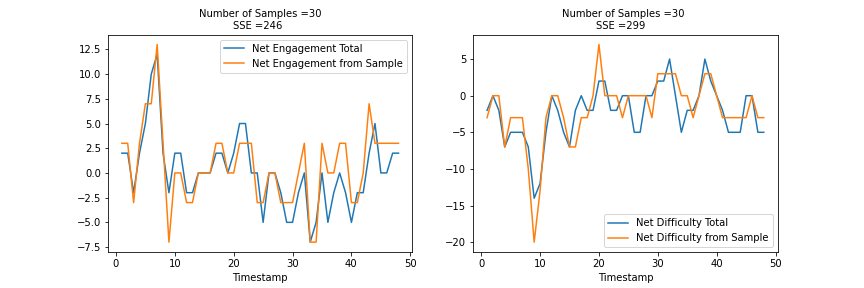 Number of Samples =30
SSE =246
Net Engagement Total
Net Engagement from Sample
12.5
10.0
7.5
5.0
2.5
0.0
−2.5
−5.0
−7.5
0 10 20 30 40 50
Timestamp
Number of Samples =30
SSE =299
5
0
−5
−10
−15
−20
Net Difficulty Total
Net Difficulty from Sample
0 10 20 30 40 50
Timestamp